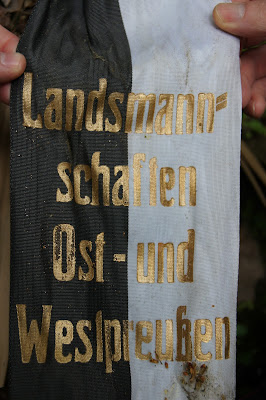 Landsmann-
schaften
Ost- und
Westpreußen